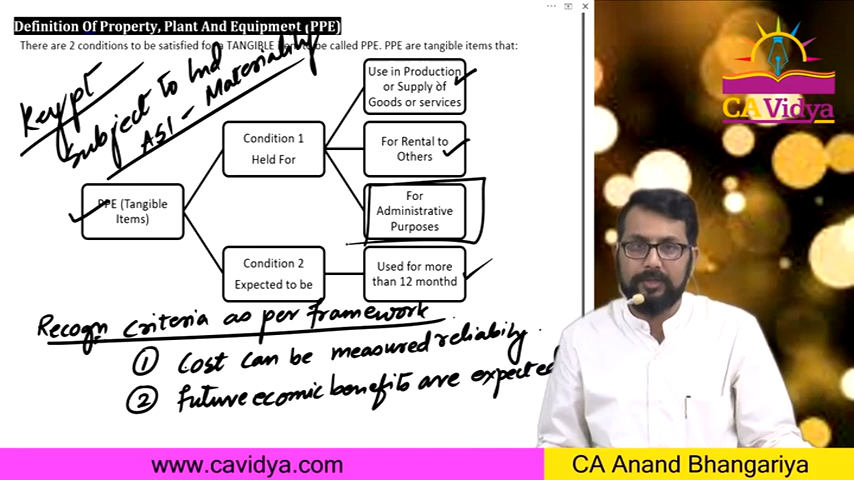 Definition Of Property, Plant And Equipment (PPE)
There are 2 conditions to be satisfied for a TANGIBLE item to be called PPE. PPE are tangible items that:
Key pt
Subject to Ind
AS1 - Materiality
Use in Production
or Supply of
Goods or services
Condition 1
Held For
For Rental to
Others
PPE (Tangible
Items)
For
Administrative
Purposes
Condition 2
Expected to be
Used for more
than 12 monthd
Recogn criteria as per framework
① Cost can be measured reliability.
② Future ecomic benefits are expected
CA Vidya
www.cavidya.com
CA Anand Bhangariya